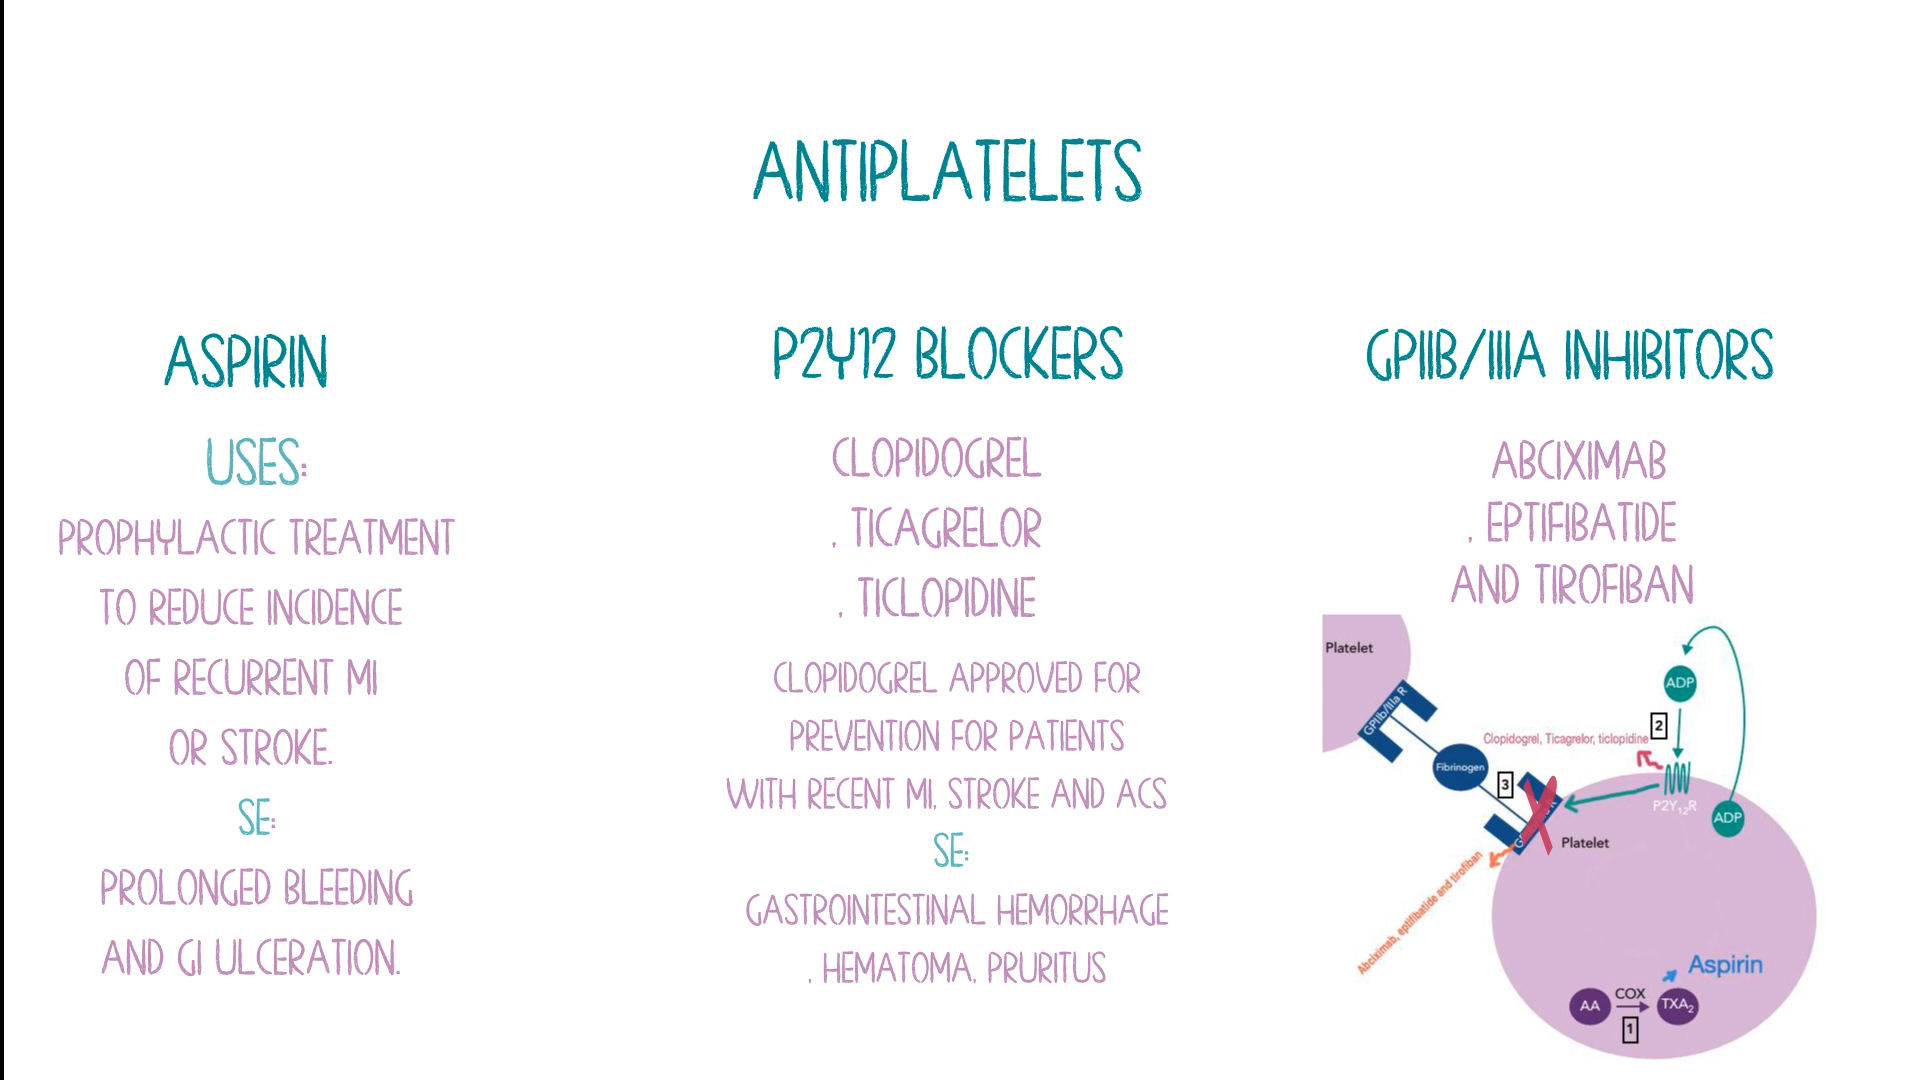 ANTIPLATELETS
ASPIRIN
USES:
PROPHYLACTIC TREATMENT
TO REDUCE INCIDENCE
OF RECURRENT MI
OR STROKE.
SE:
PROLONGED BLEEDING
AND GI ULCERATION.
P2Y12 BLOCKERS
CLOPIDOGREL
, TICAGRELOR
, TICLOPIDINE
CLOPIDOGREL APPROVED FOR
PREVENTION FOR PATIENTS
WITH RECENT MI, STROKE AND ACS
SE:
GASTROINTESTINAL HEMORRHAGE
, HEMATOMA, PRURITUS
GPIIB/IIIA INHIBITORS
ABCIXIMAB
, EPTIFIBATIDE
AND TIROFIBAN
Platelet
GPIIb/IIIa R
Fibrinogen
3
Clopidogrel, Ticagrelor, ticlopidine
2
ADP
P2Y12R
ADP
Platelet
Abciximab, eptifibatide and tirofiban
Aspirin
AA
COX
TXA2
1